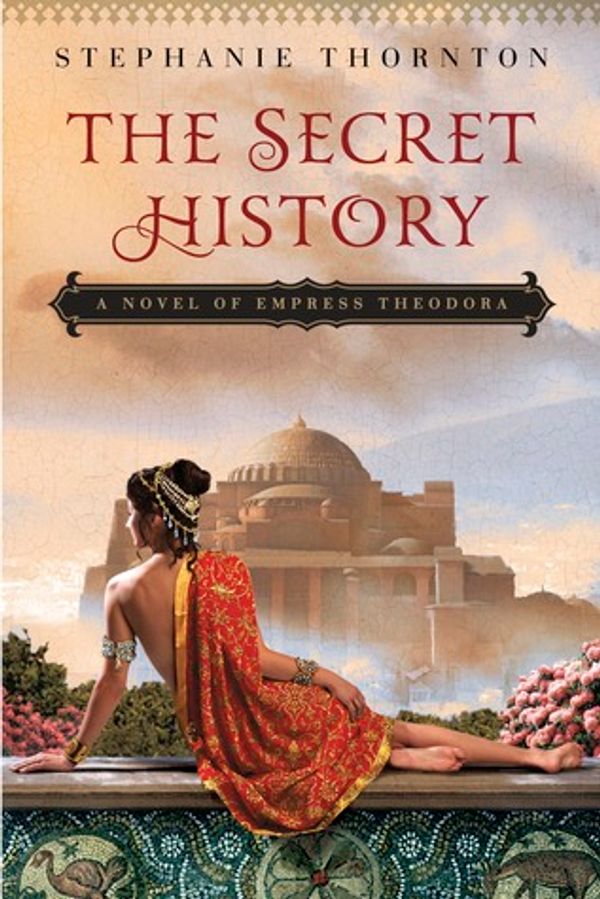 STEPHANIE THORNTON
THE SECRET
HISTORY
A NOVEL OF EMPRESS THEODORA